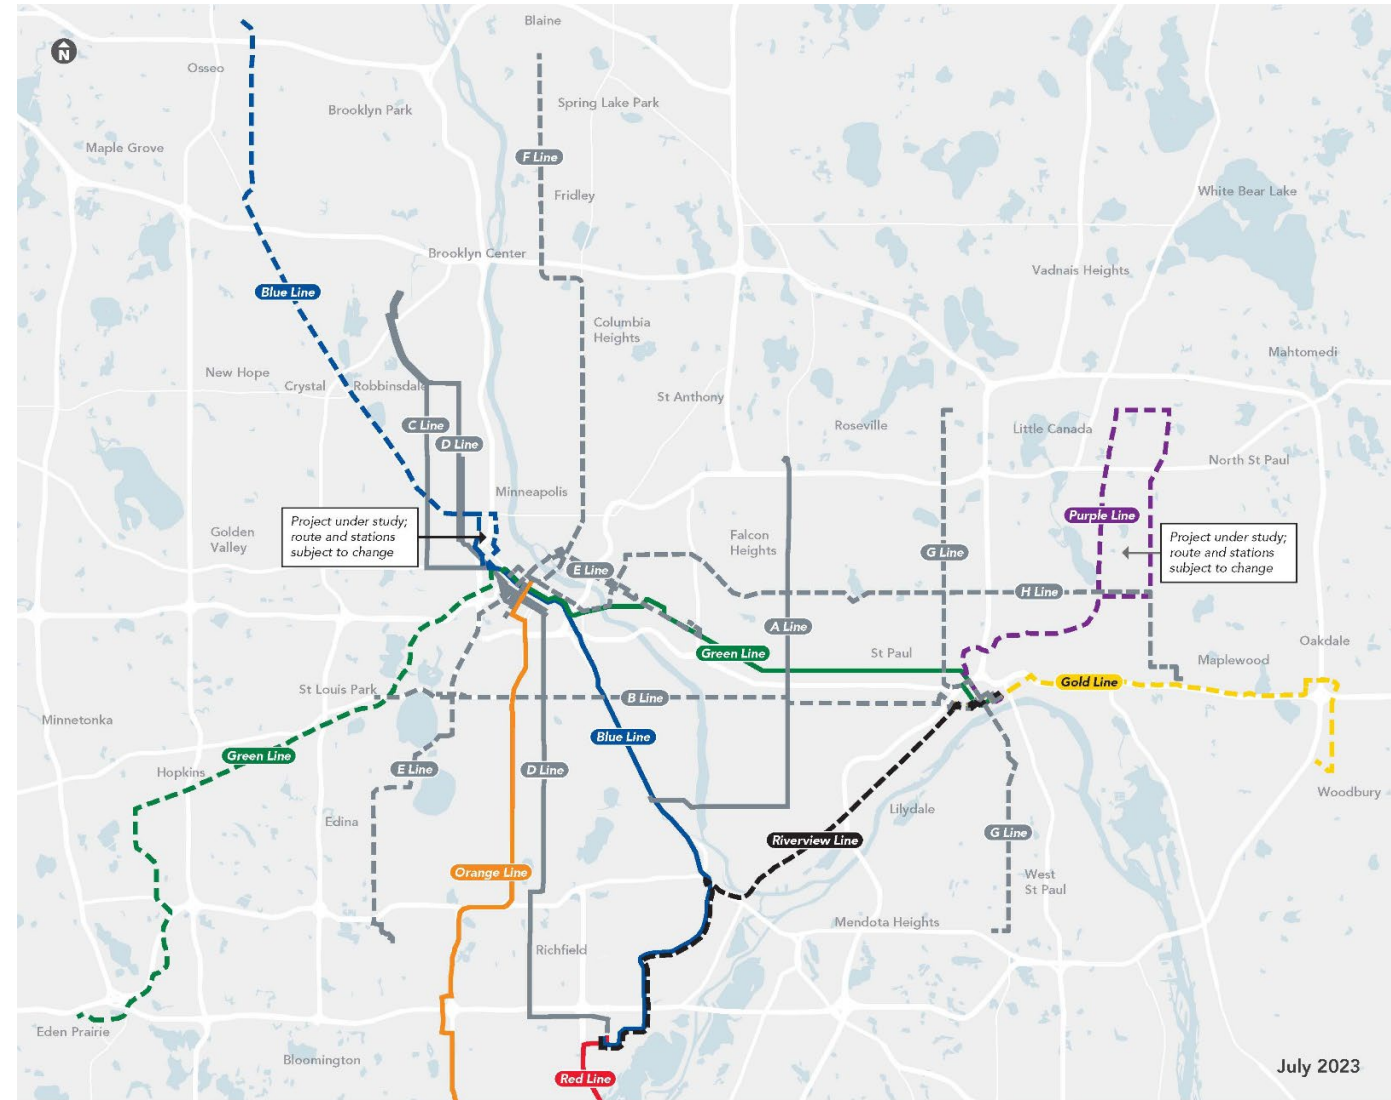 Blaine
N
Osseo
Brooklyn Park
Spring Lake Park
Maple Grove
F Line
Fridley
White Bear Lake
Brooklyn Center
Vadnais Heights
Blue Line
Columbia
Heights
Mahtomedi
New Hope
Crystal
Robbinsdale
St Anthony
C Line
Roseville
Little Canada
D Line
North St Paul
Minneapolis
Purple Line
Project under study;
route and stations
subject to change
Golden
Valley
Falcon
Heights
G Line
Project under study;
route and stations
subject to change
E Line
H Line
A Line
Oakdale
Green Line
St Paul
Maplewood
Gold Line
St Louis Park
B Line
Minnetonka
Blue Line
Green Line
Hopkins
E Line
D Line
Woodbury
Edina
Lilydale
G Line
Riverview Line
Orange Line
West
St Paul
Mendota Heights
Richfield
Eden Prairie
Bloomington
July 2023
Red Line